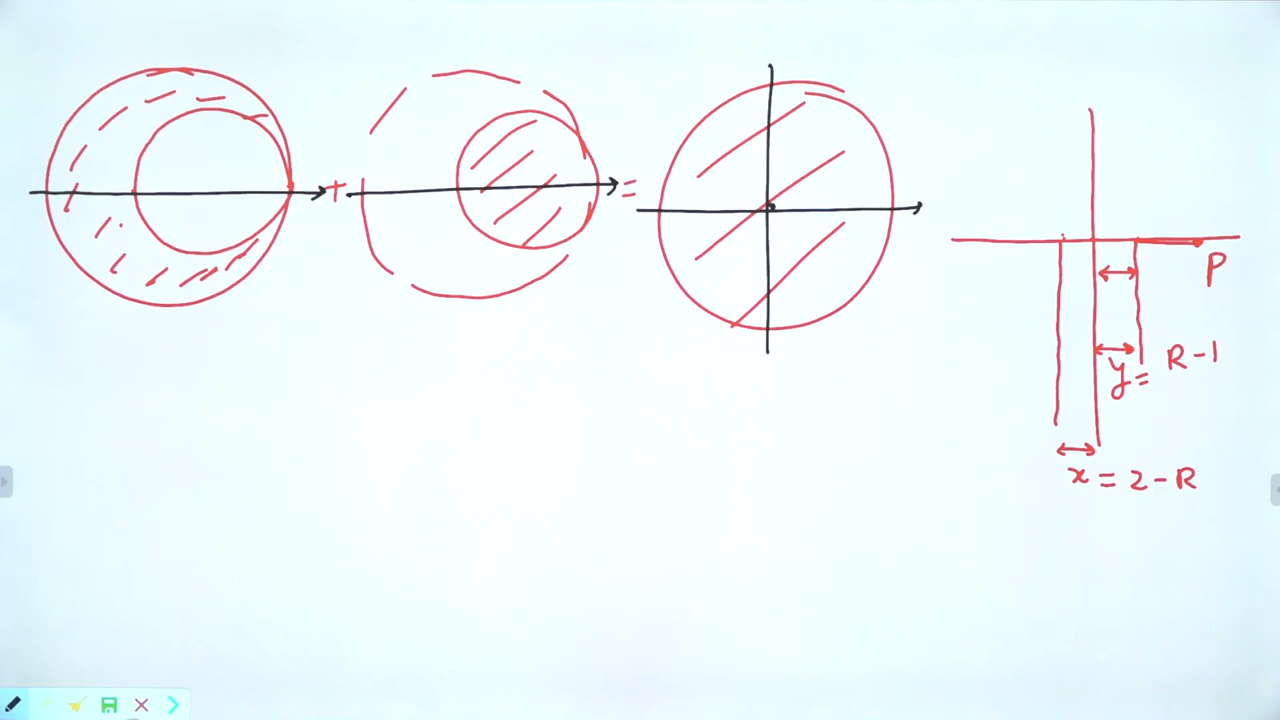 + =
P
y = R - 1
x = 2 - R